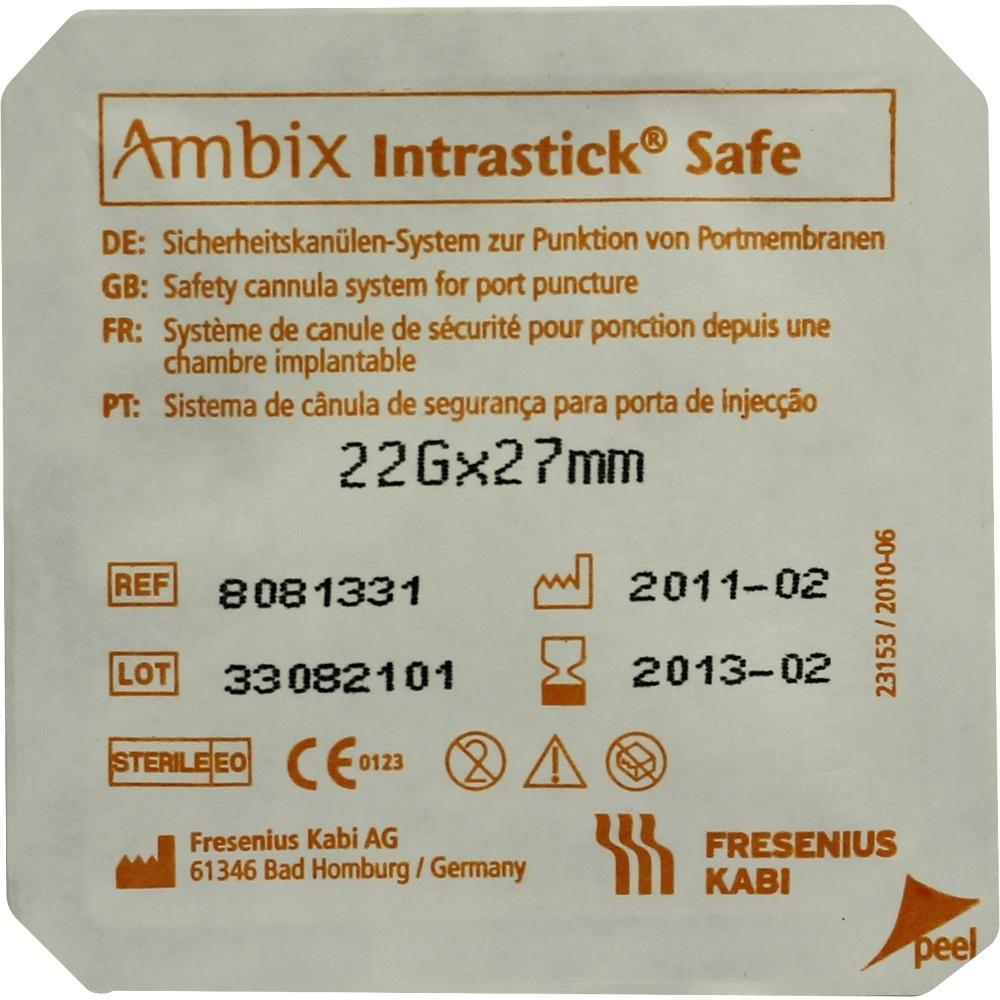 Ambix Intrastick® Safe
DE: Sicherheitskanülen-System zur Punktion von Portmembranen
GB: Safety cannula system for port puncture
FR: Système de canule de sécurité pour ponction depuis une
chambre implantable
PT: Sistema de cânula de segurança para porta de injecção
22Gx27mm
REF 8081331 2011-02
LOT 33082101 2013-02
23153 / 2010-06
STERILE EO CE 0123 2
Fresenius Kabi AG
61346 Bad Homburg / Germany
FRESENIUS
KABI
peel